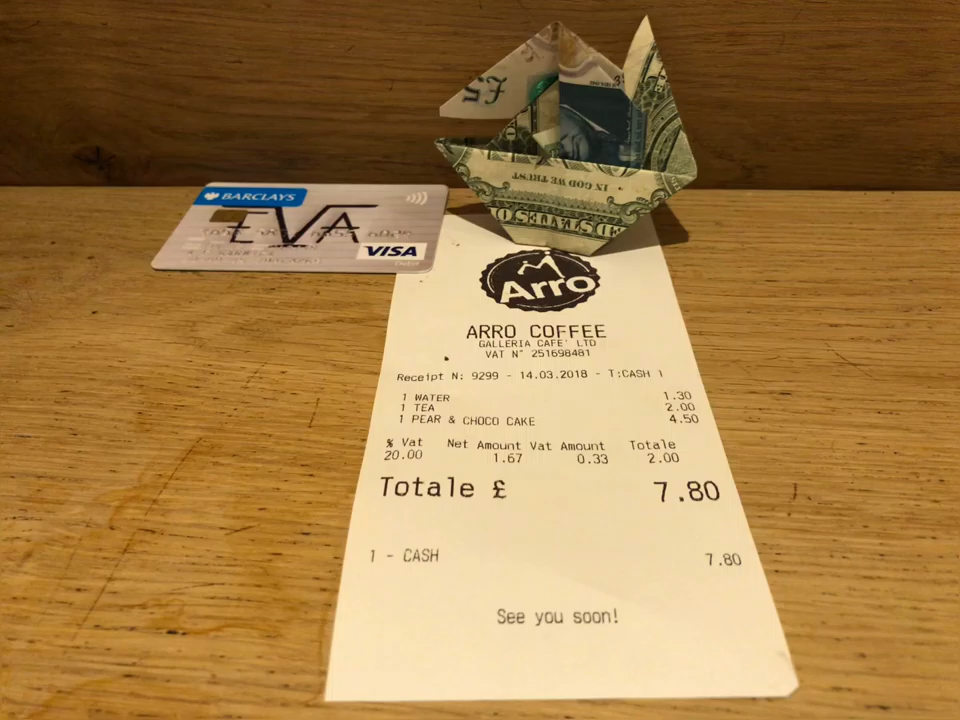 £5
IN GOD WE TRUST
BARCLAYS
EVA
VISA
Arro
ARRO COFFEE
GALLERIA CAFE' LTD
VAT N° 251698481
Receipt N: 9299 - 14.03.2018 - T:CASH 1
1 WATER 1.30
1 TEA 2.00
1 PEAR & CHOCO CAKE 4.50
% Vat Net Amount Vat Amount Totale
20.00 1.67 0.33 2.00
Totale £ 7.80
1 - CASH 7.80
See you soon!